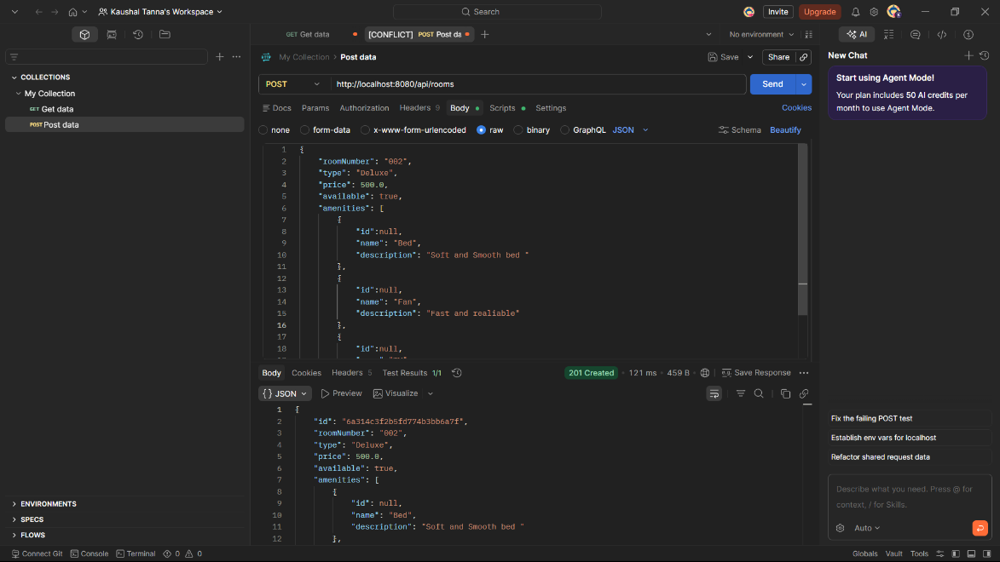 Kaushal Tanna's Workspace
Search
Invite
Upgrade
GET Get data
[CONFLICT] POST Post da
No environment
AI
My Collection > Post data
Save
Share
New Chat
COLLECTIONS
My Collection
GET Get data
POST Post data
POST
http://localhost:8080/api/rooms
Send
Start using Agent Mode!
Your plan includes 50 AI credits per
month to use Agent Mode.
Docs Params Authorization Headers 9 Body Scripts Settings
Cookies
none form-data x-www-form-urlencoded raw binary GraphQL JSON
Schema Beautify
1 {
2 "roomNumber": "002",
3 "type": "Deluxe",
4 "price": 500.0,
5 "available": true,
6 "amenities": [
7 {
8 "id":null,
9 "name": "Bed",
10 "description": "Soft and Smooth bed "
11 },
12 {
13 "id":null,
14 "name": "Fan",
15 "description": "Fast and realiable"
16 },
17 {
18 "id":null,
Body Cookies Headers 5 Test Results 1/1
201 Created 121 ms 459 B e.g. Save Response
{} JSON Preview Visualize
1 {
2 "id": "6a314c3f2b5fd774b3bb6a7f",
3 "roomNumber": "002",
4 "type": "Deluxe",
5 "price": 500.0,
6 "available": true,
7 "amenities": [
8 {
9 "id": null,
10 "name": "Bed",
11 "description": "Soft and Smooth bed "
12 },
Fix the failing POST test
Establish env vars for localhost
Refactor shared request data
Describe what you need. Press @ for
context, / for Skills.
Auto
ENVIRONMENTS
SPECS
FLOWS
Connect Git Console Terminal 0 0
Globals Vault Tools